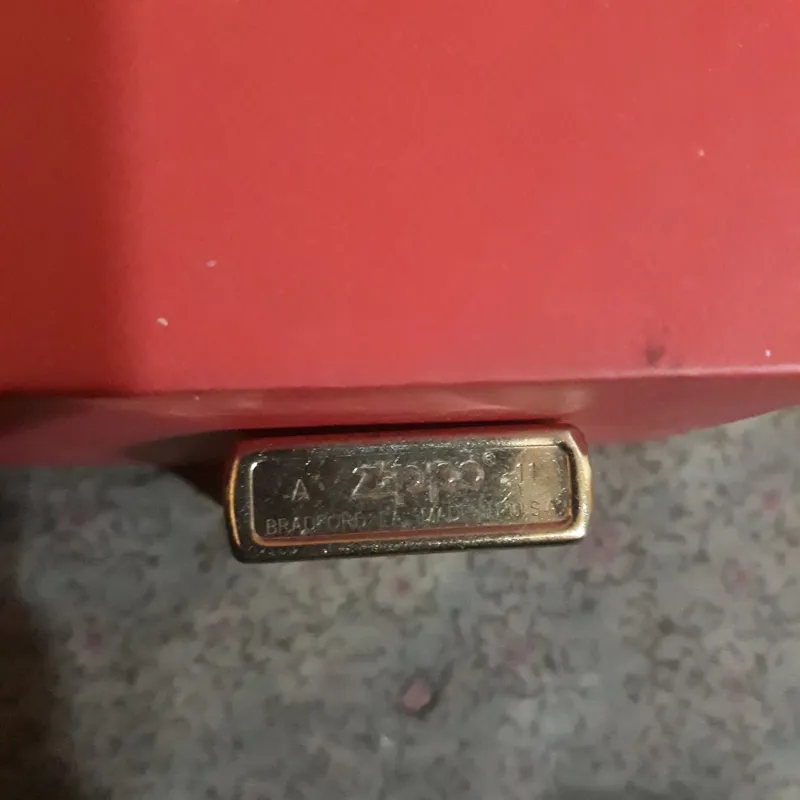 A Zippo® 11
BRADFORD, PA. MADE IN U.S.A.